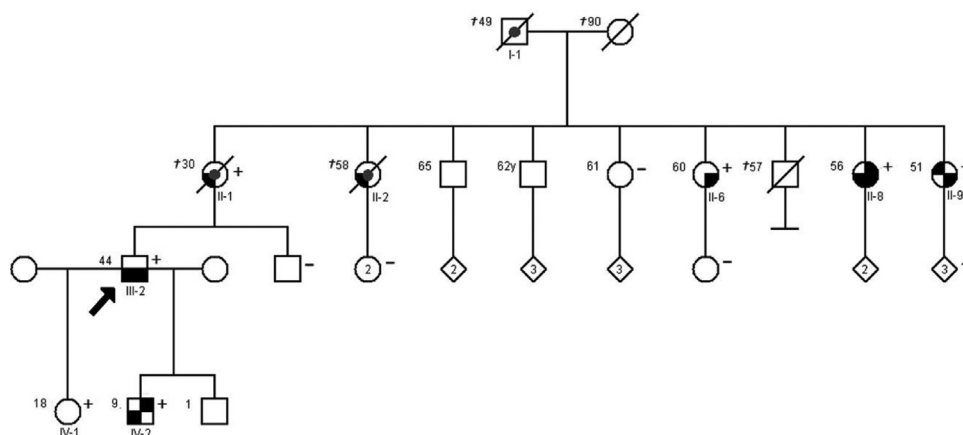 †49
†90
I-1
†30 +
†58
65
62y
61 −
60 +
†57
56 +
51
II-1
II-2
II-6
II-8
II-9
44 +
−
2 −
2
3
3
−
2
3
III-2
18 +
9. +
1
IV-1
IV-2